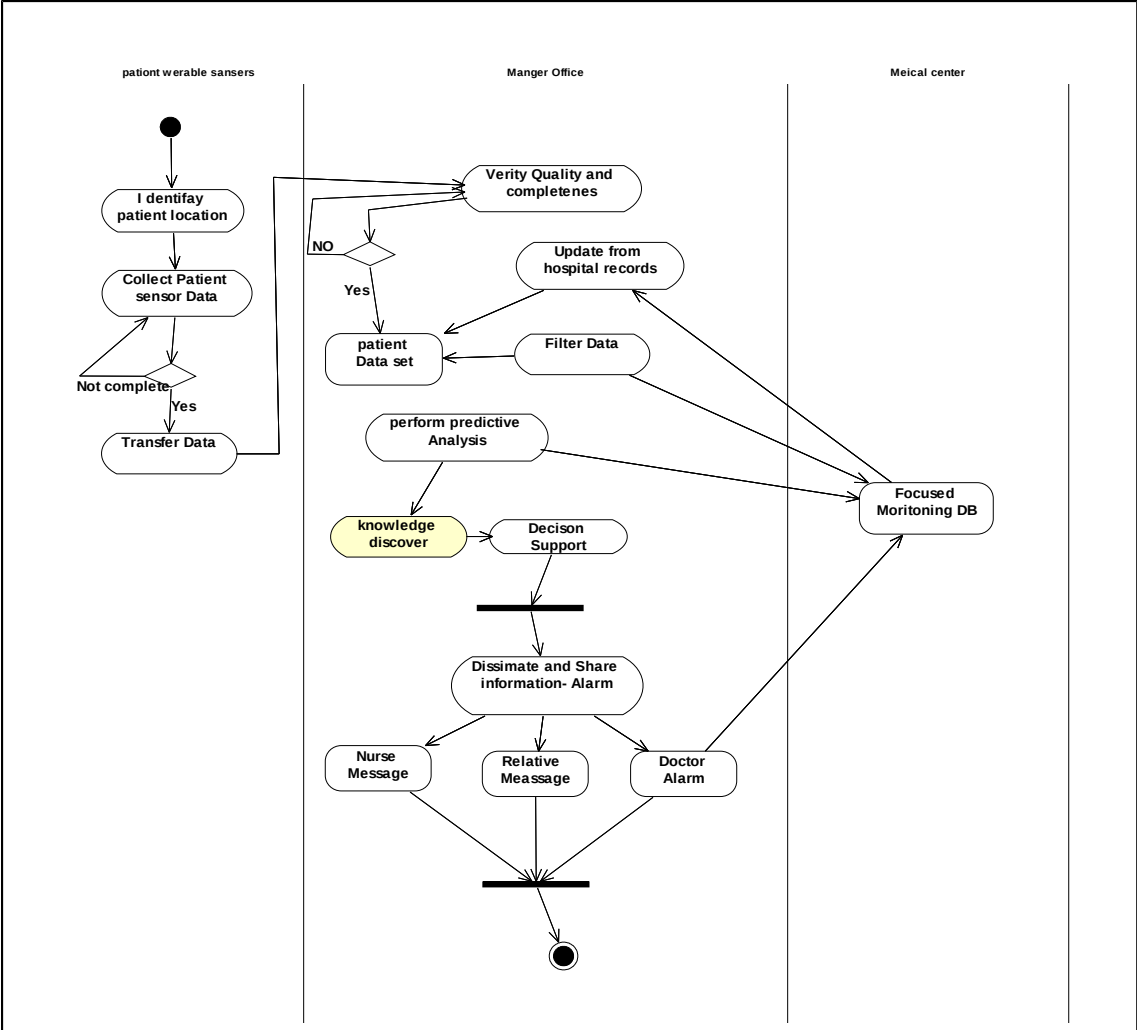 pationt werable sansers
Manger Office
Meical center
I dentifay
patient location
Collect Patient
sensor Data
Not complete
Yes
Transfer Data
Verity Quality and
completenes
NO
Yes
Update from
hospital records
patient
Data set
Filter Data
perform predictive
Analysis
Focused
Moritoning DB
knowledge
discover
Decison
Support
Dissimate and Share
information- Alarm
Nurse
Message
Relative
Meassage
Doctor
Alarm